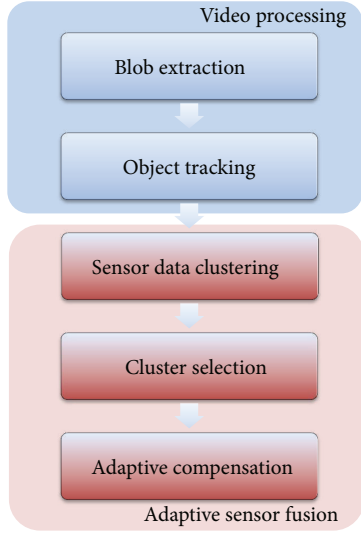 Video processing
Blob extraction
Object tracking
Sensor data clustering
Cluster selection
Adaptive compensation
Adaptive sensor fusion